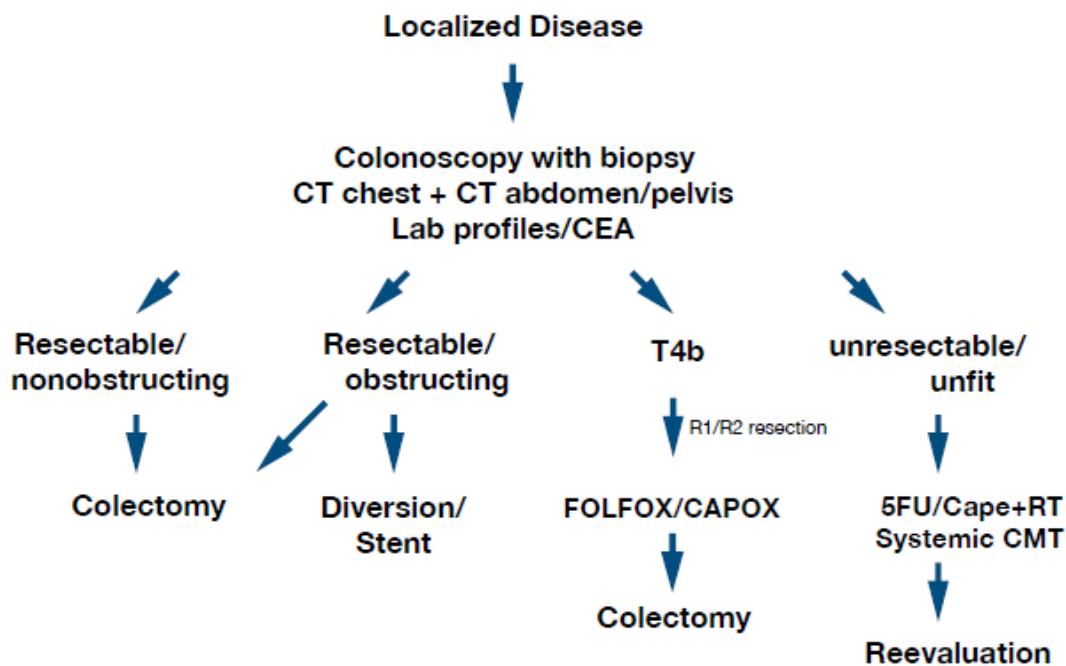 Localized Disease
Colonoscopy with biopsy
CT chest + CT abdomen/pelvis
Lab profiles/CEA
Resectable/
nonobstructing
Resectable/
obstructing
T4b
unresectable/
unfit
R1/R2 resection
Colectomy
Diversion/
Stent
FOLFOX/CAPOX
5FU/Cape+RT
Systemic CMT
Colectomy
Reevaluation